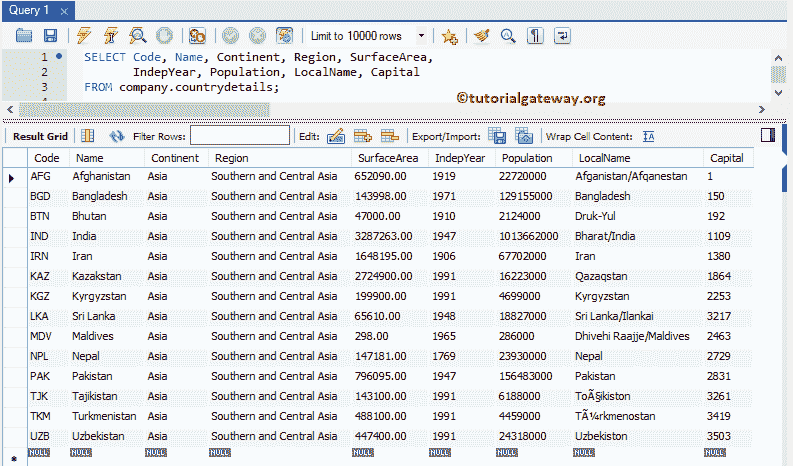 Query 1
Limit to 10000 rows
1 SELECT Code, Name, Continent, Region, SurfaceArea,
2 IndepYear, Population, LocalName, Capital
3 FROM company.countrydetails;
©tutorialgateway.org
Result Grid Filter Rows: Edit: Export/Import: Wrap Cell Content: IA
Code Name Continent Region SurfaceArea IndepYear Population LocalName Capital
AFG Afghanistan Asia Southern and Central Asia 652090.00 1919 22720000 Afganistan/Afqanestan 1
BGD Bangladesh Asia Southern and Central Asia 143998.00 1971 129155000 Bangladesh 150
BTN Bhutan Asia Southern and Central Asia 47000.00 1910 2124000 Druk-Yul 192
IND India Asia Southern and Central Asia 3287263.00 1947 1013662000 Bharat/India 1109
IRN Iran Asia Southern and Central Asia 1648195.00 1906 67702000 Iran 1380
KAZ Kazakstan Asia Southern and Central Asia 2724900.00 1991 16223000 Qazaqstan 1864
KGZ Kyrgyzstan Asia Southern and Central Asia 199900.00 1991 4699000 Kyrgyzstan 2253
LKA Sri Lanka Asia Southern and Central Asia 65610.00 1948 18827000 Sri Lanka/Ilankai 3217
MDV Maldives Asia Southern and Central Asia 298.00 1965 286000 Dhivehi Raajje/Maldives 2463
NPL Nepal Asia Southern and Central Asia 147181.00 1769 23930000 Nepal 2729
PAK Pakistan Asia Southern and Central Asia 796095.00 1947 156483000 Pakistan 2831
TJK Tajikistan Asia Southern and Central Asia 143100.00 1991 6188000 ToÃ§ikiston 3261
TKM Turkmenistan Asia Southern and Central Asia 488100.00 1991 4459000 TÃ¼rkmenostan 3419
UZB Uzbekistan Asia Southern and Central Asia 447400.00 1991 24318000 Uzbekiston 3503
NULL NULL NULL NULL NULL NULL NULL NULL NULL